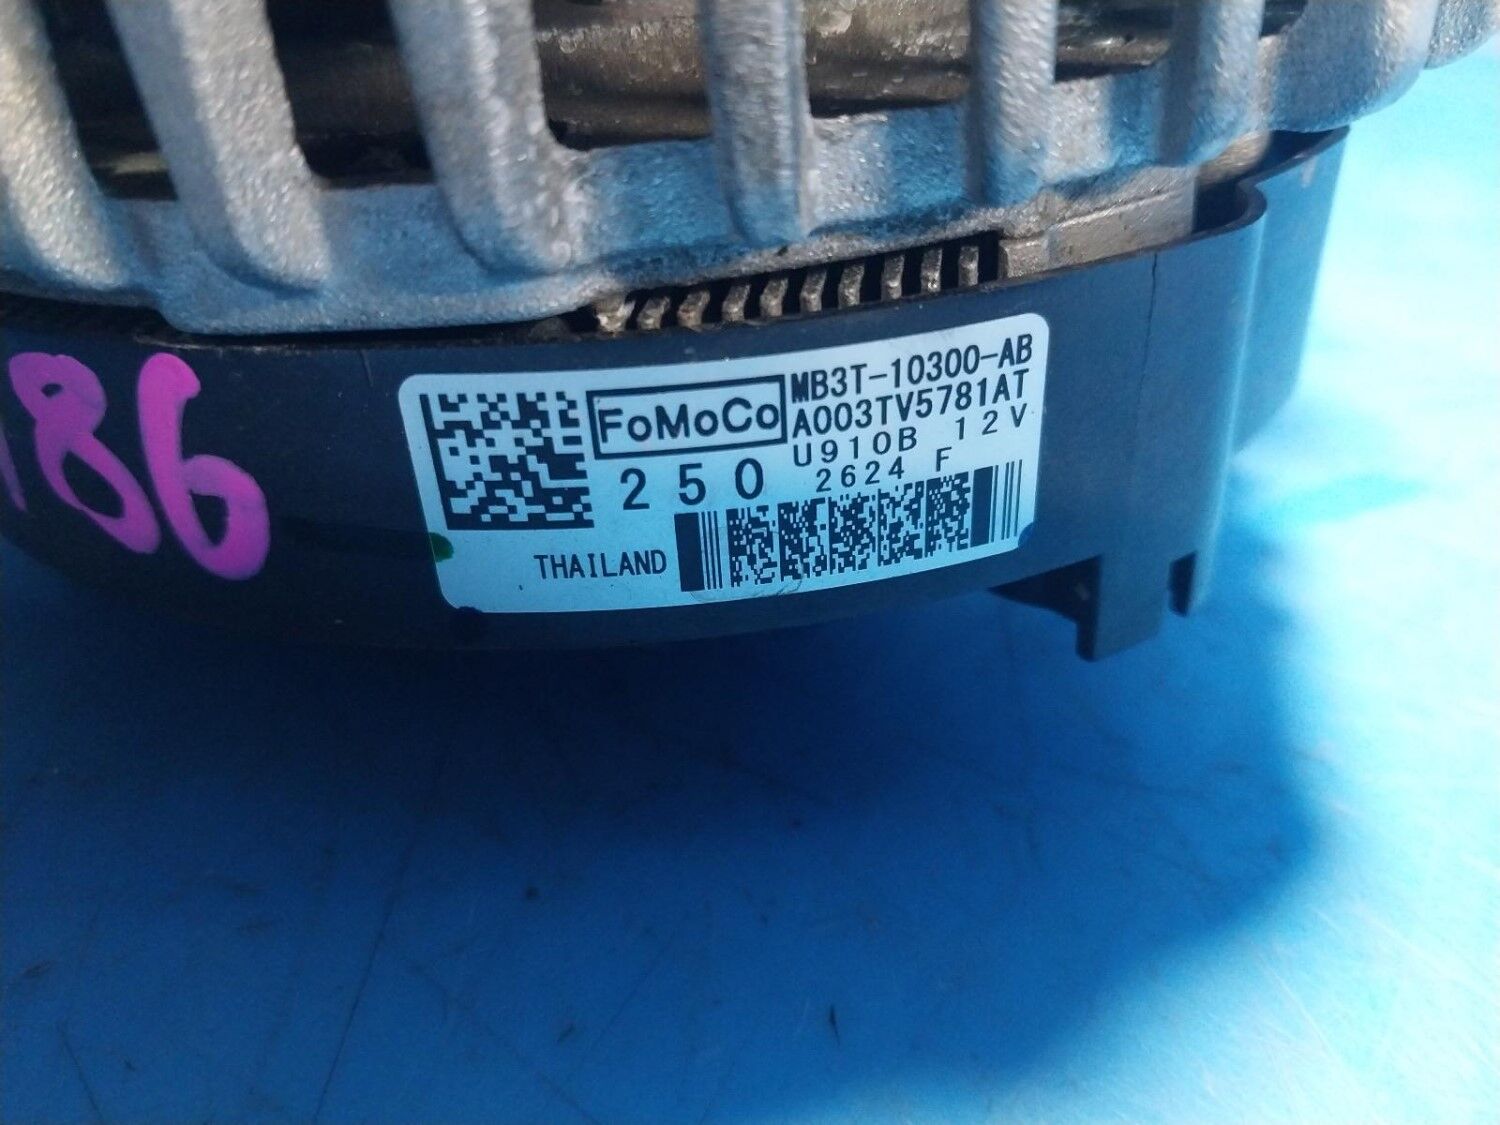 186
FoMoCo
250
MB3T-10300-AB
A003TV5781AT
U910B 12V
2624 F
THAILAND